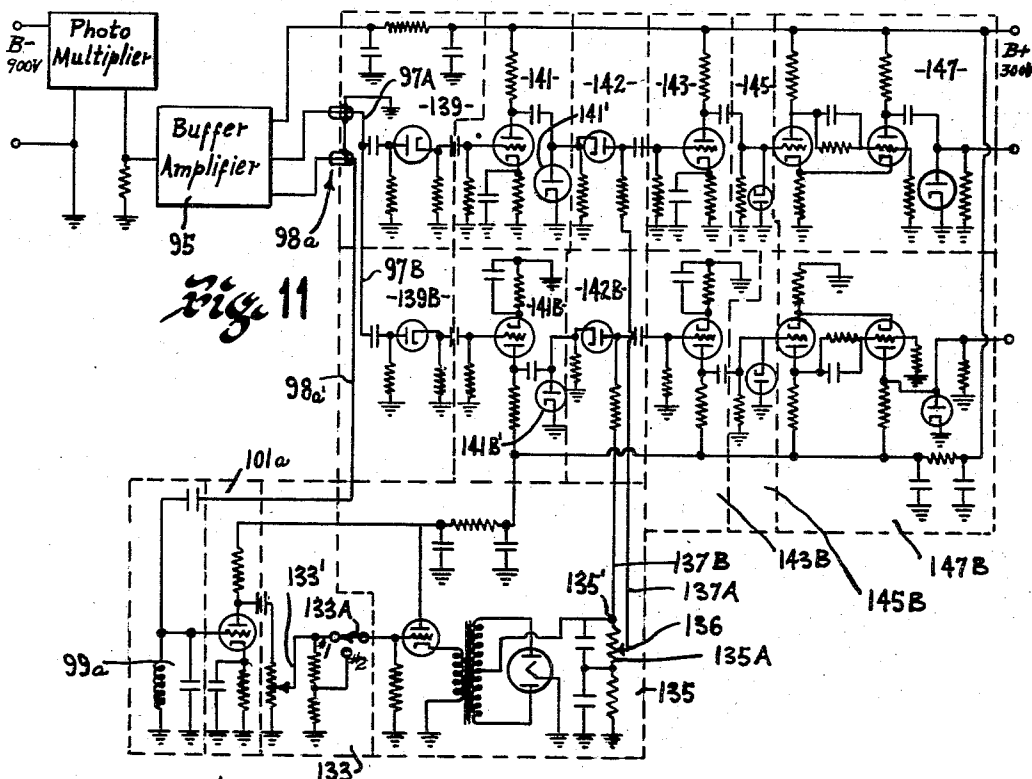 B-
900V
Photo
Multiplier
Buffer
Amplifier
95
98a
97A
-139-
-141-
141'
-142-
-143-
-145-
-147-
B+
300V
Fig. 11
97B
98a'
-139B-
-141B-
141B'
-142B-
101a
99a
133'
133A
#1
#2
133
135'
137B
137A
136
135A
135
143B
145B
147B